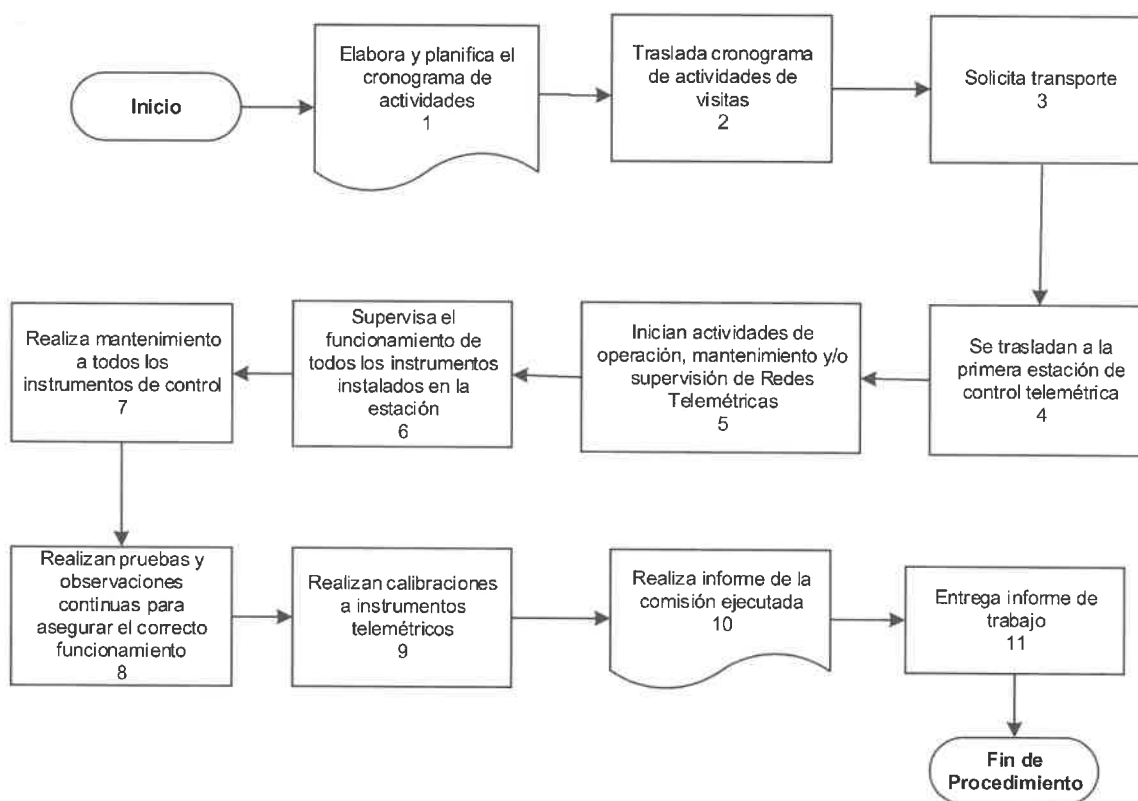 Inicio
Elabora y planifica el
cronograma de
actividades
1
Traslada cronograma
de actividades de
visitas
2
Solicita transporte
3
Se trasladan a la
primera estación de
control telemétrica
4
Inician actividades de
operación, mantenimiento y/o
supervisión de Redes
Telemétricas
5
Supervisa el
funcionamiento de
todos los instrumentos
instalados en la
estación
6
Realiza mantenimiento
a todos los
instrumentos de control
7
Realizan pruebas y
observaciones
continuas para
asegurar el correcto
funcionamiento
8
Realizan calibraciones
a instrumentos
telemétricos
9
Realiza informe de la
comisión ejecutada
10
Entrega informe de
trabajo
11
Fin de
Procedimiento